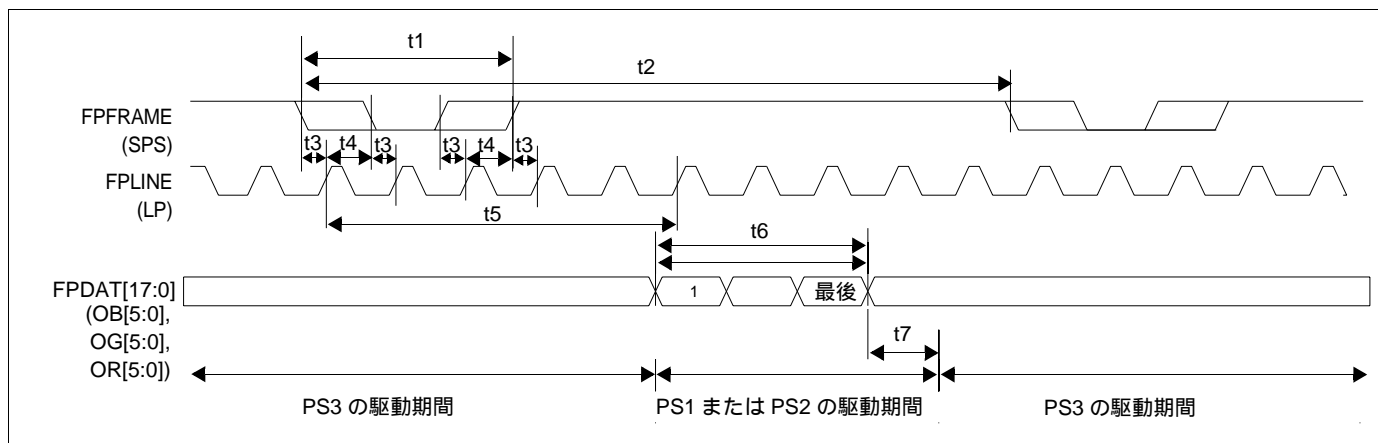 t1
t2
FPFRAME
(SPS)
t3 t4 t3 t3 t4 t3
FPLINE
(LP)
t5
t6
FPDAT[17:0]
(OB[5:0],
OG[5:0],
OR[5:0])
1 最後
t7
PS3 の駆動期間 PS1 または PS2 の駆動期間 PS3 の駆動期間